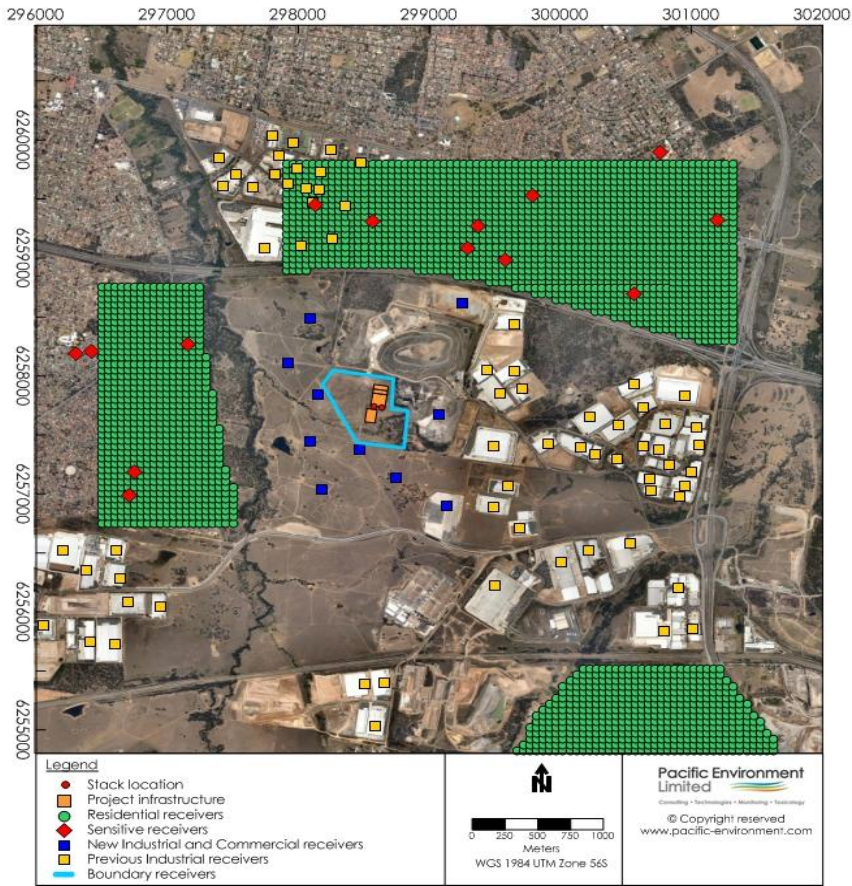 296000 297000 298000 299000 300000 301000 302000
6260000
6259000
6258000
6257000
6256000
6255000
Legend
Stack location
Project infrastructure
Residential receivers
Sensitive receivers
New Industrial and Commercial receivers
Previous Industrial receivers
Boundary receivers
N
0 250 500 750 1000
Meters
WGS 1984 UTM Zone 56S
Pacific Environment
Limited
Consulting • Technologies • Monitoring • Toxicology
© Copyright reserved
www.pacific-environment.com